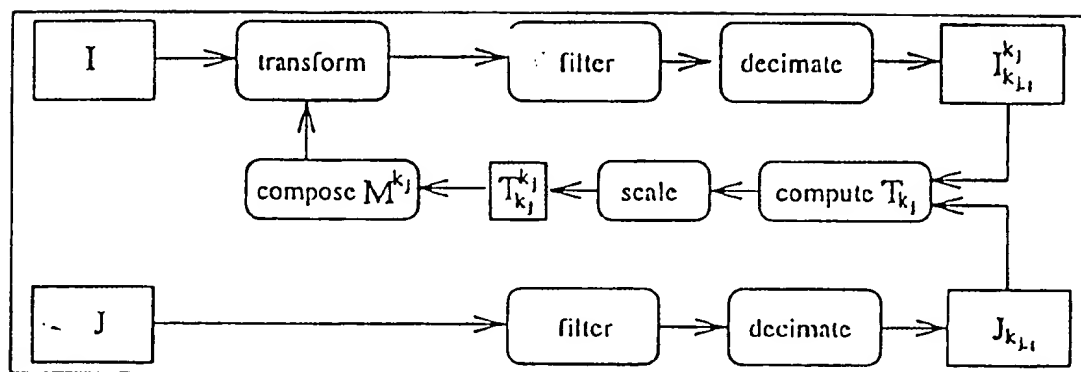 I transform filter decimate I^{k_j}_{k_{j-1}}
compose M^{k_j} T^{k_j}_{k_j} scale compute T_{k_j}
J filter decimate J_{k_{j-1}}